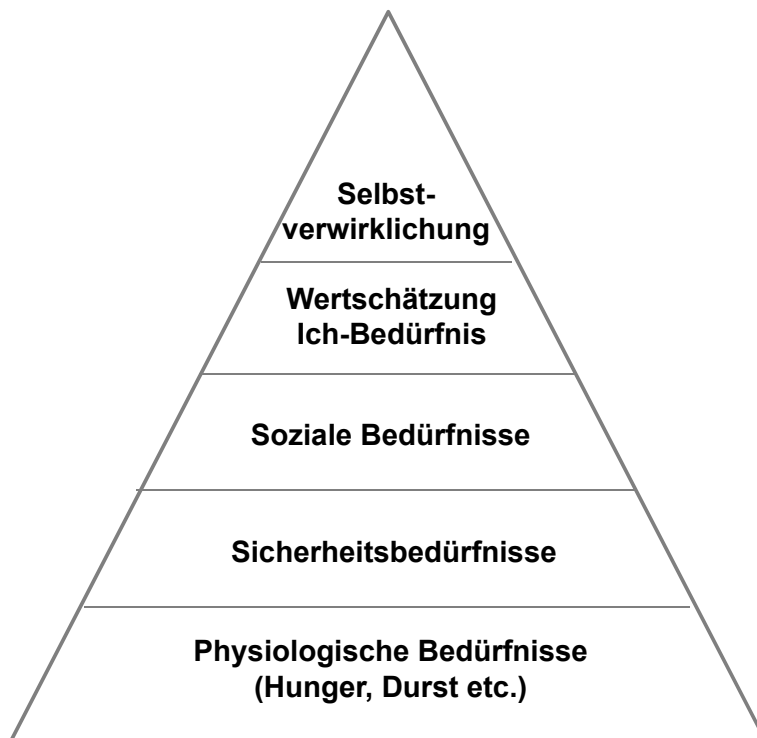 Selbst-
verwirklichung
Wertschätzung
Ich-Bedürfnis
Soziale Bedürfnisse
Sicherheitsbedürfnisse
Physiologische Bedürfnisse
(Hunger, Durst etc.)